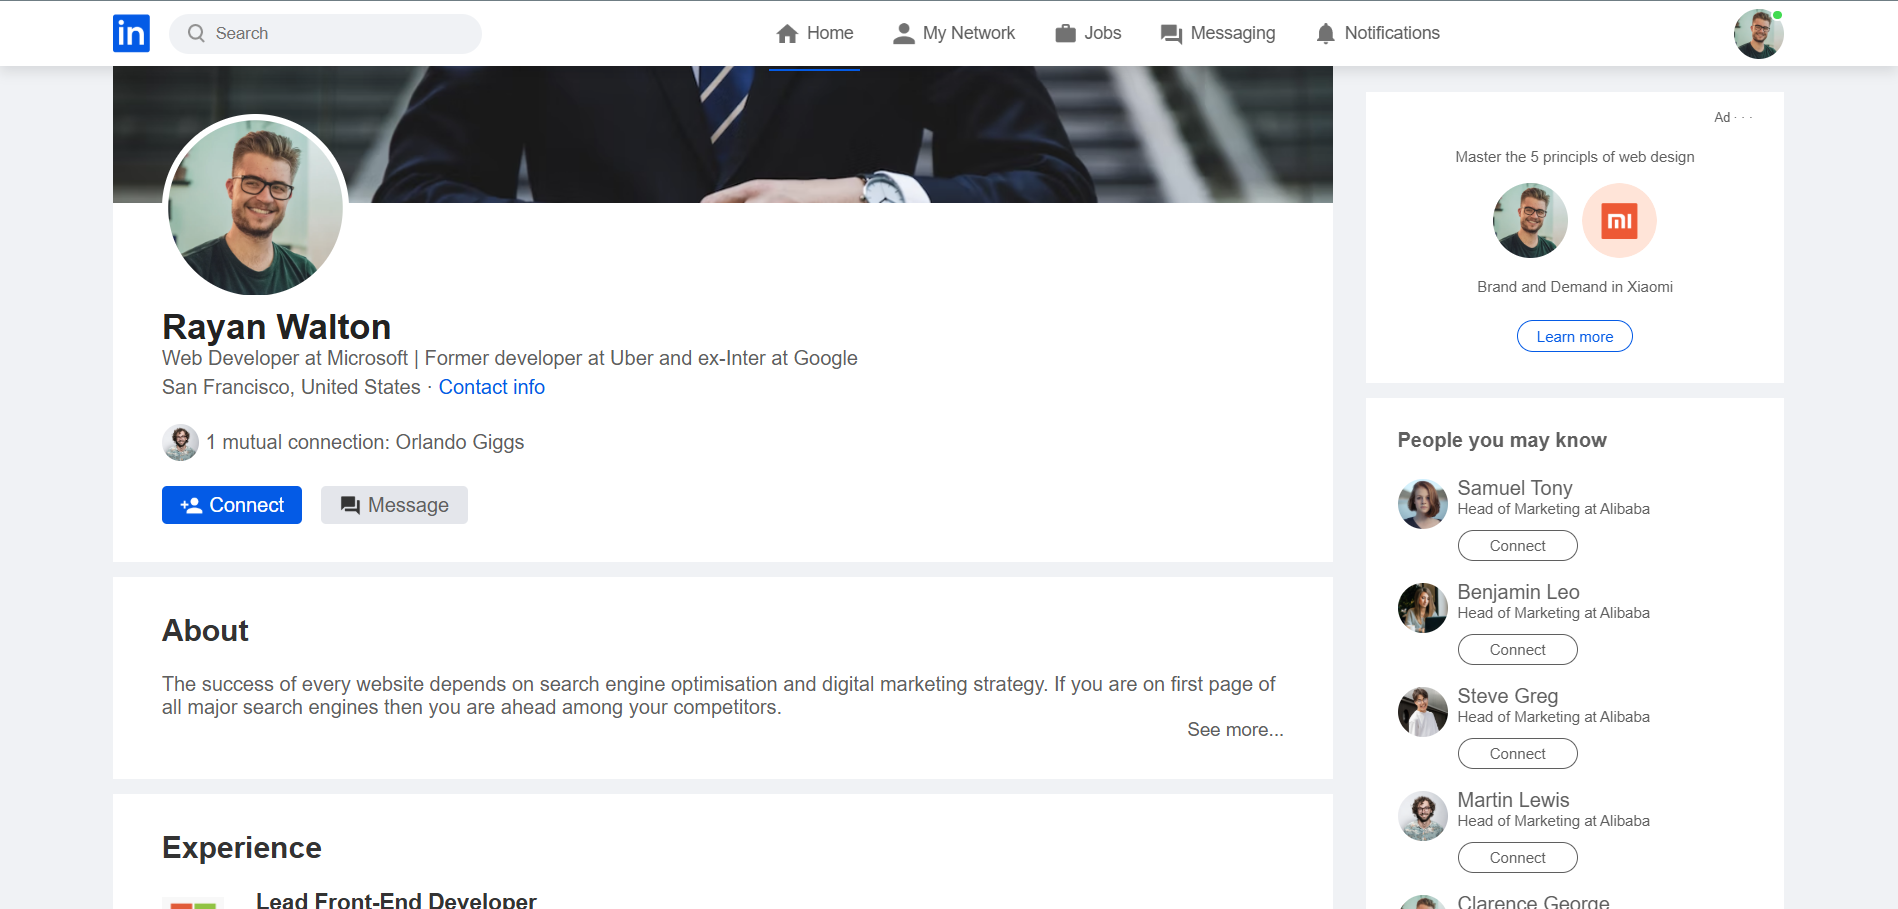 in
Search
Home
My Network
Jobs
Messaging
Notifications
Rayan Walton
Web Developer at Microsoft | Former developer at Uber and ex-Inter at Google
San Francisco, United States · Contact info
1 mutual connection: Orlando Giggs
Connect
Message
About
The success of every website depends on search engine optimisation and digital marketing strategy. If you are on first page of
all major search engines then you are ahead among your competitors.
See more...
Experience
Lead Front-End Developer
Ad · · ·
Master the 5 principls of web design
mi
Brand and Demand in Xiaomi
Learn more
People you may know
Samuel Tony
Head of Marketing at Alibaba
Connect
Benjamin Leo
Head of Marketing at Alibaba
Connect
Steve Greg
Head of Marketing at Alibaba
Connect
Martin Lewis
Head of Marketing at Alibaba
Connect
Clarence George